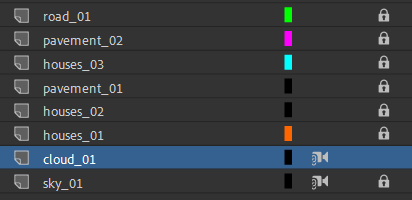 road_01
pavement_02
houses_03
pavement_01
houses_02
houses_01
cloud_01
sky_01